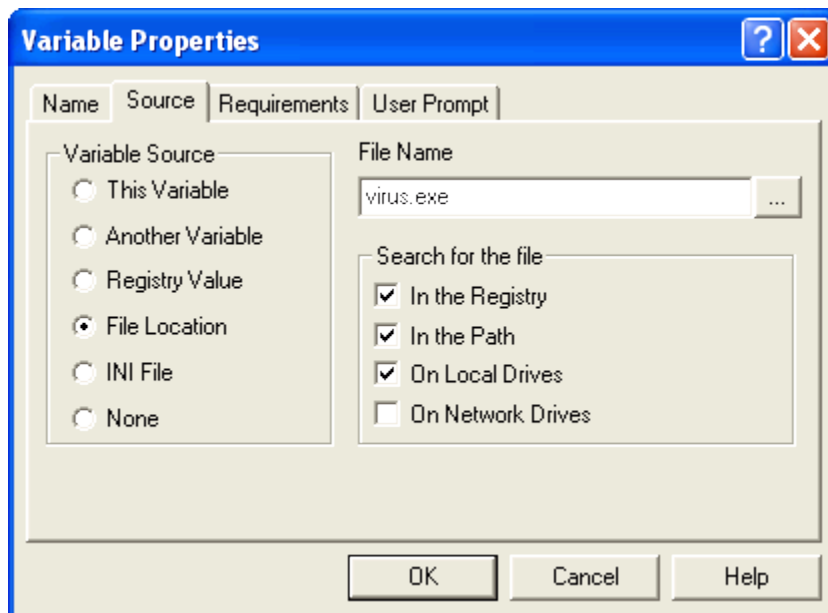 Variable Properties
Name
Source
Requirements
User Prompt
Variable Source
This Variable
Another Variable
Registry Value
File Location
INI File
None
File Name
virus.exe
...
Search for the file
In the Registry
In the Path
On Local Drives
On Network Drives
OK
Cancel
Help